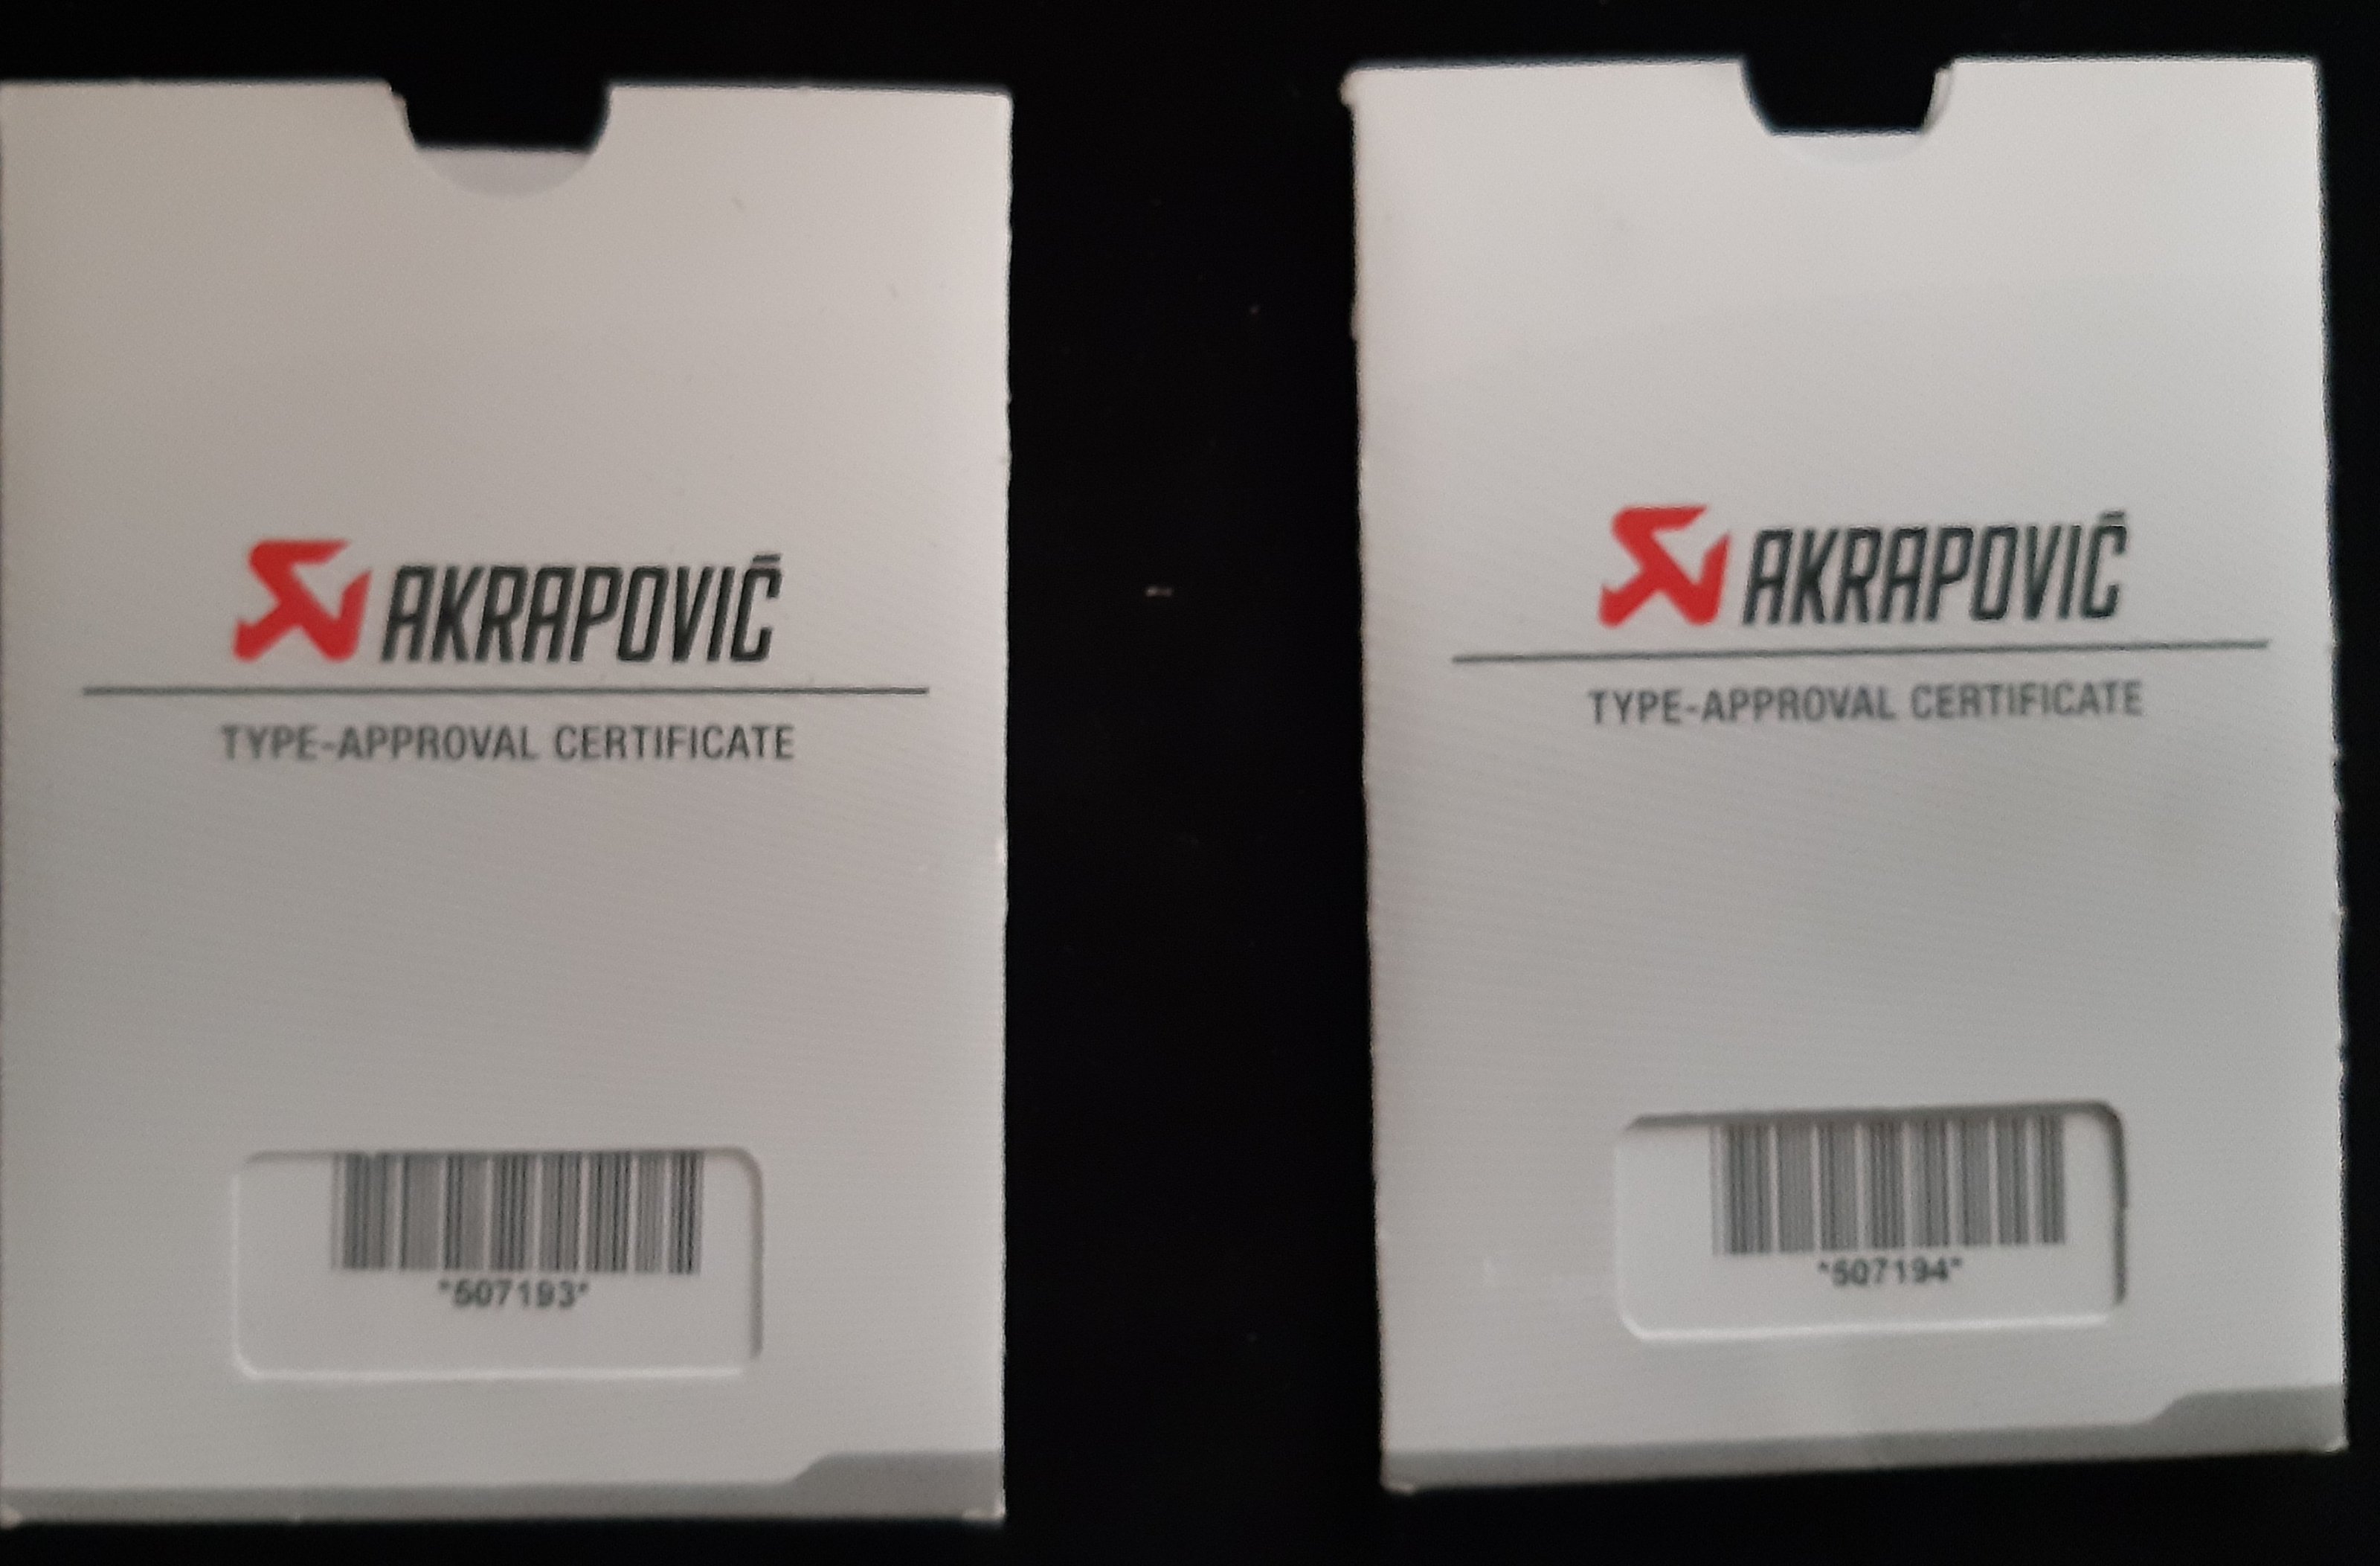 AKRAPOVIČ
TYPE-APPROVAL CERTIFICATE
*507193*
AKRAPOVIČ
TYPE-APPROVAL CERTIFICATE
*507194*